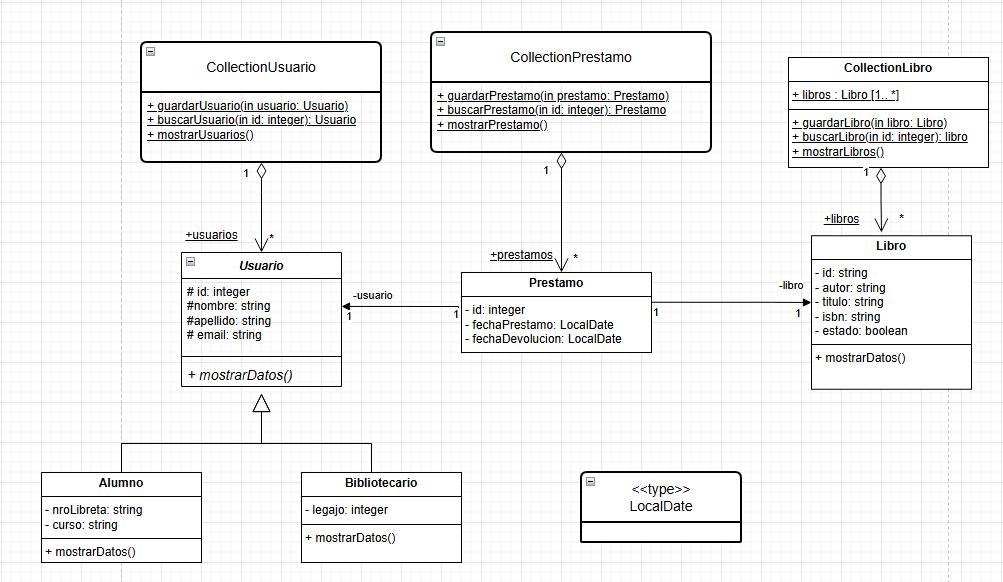 CollectionUsuario
+ guardarUsuario(in usuario: Usuario)
+ buscarUsuario(in id: integer): Usuario
+ mostrarUsuarios()
CollectionPrestamo
+ guardarPrestamo(in prestamo: Prestamo)
+ buscarPrestamo(in id: integer): Prestamo
+ mostrarPrestamo()
CollectionLibro
+ libros : Libro [1.. *]
+ guardarLibro(in libro: Libro)
+ buscarLibro(in id: integer): libro
+ mostrarLibros()
1
+usuarios
*
1
+prestamos
*
1
+libros
*
Usuario
# id: integer
#nombre: string
#apellido: string
# email: string
+ mostrarDatos()
-usuario
1
1
Prestamo
- id: integer
- fechaPrestamo: LocalDate
- fechaDevolucion: LocalDate
1
-libro
1
Libro
- id: string
- autor: string
- titulo: string
- isbn: string
- estado: boolean
+ mostrarDatos()
Alumno
- nroLibreta: string
- curso: string
+ mostrarDatos()
Bibliotecario
- legajo: integer
+ mostrarDatos()
<<type>>
LocalDate